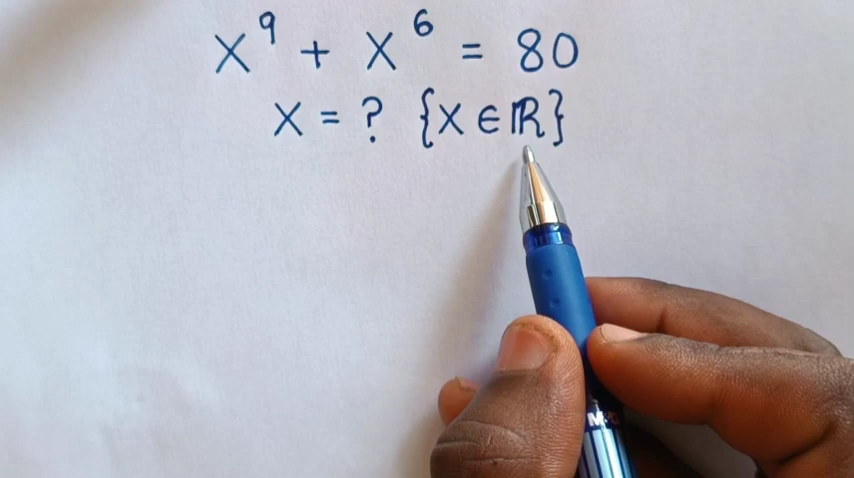 x⁹ + x⁶ = 80
x = ? {x ∈ ℝ}